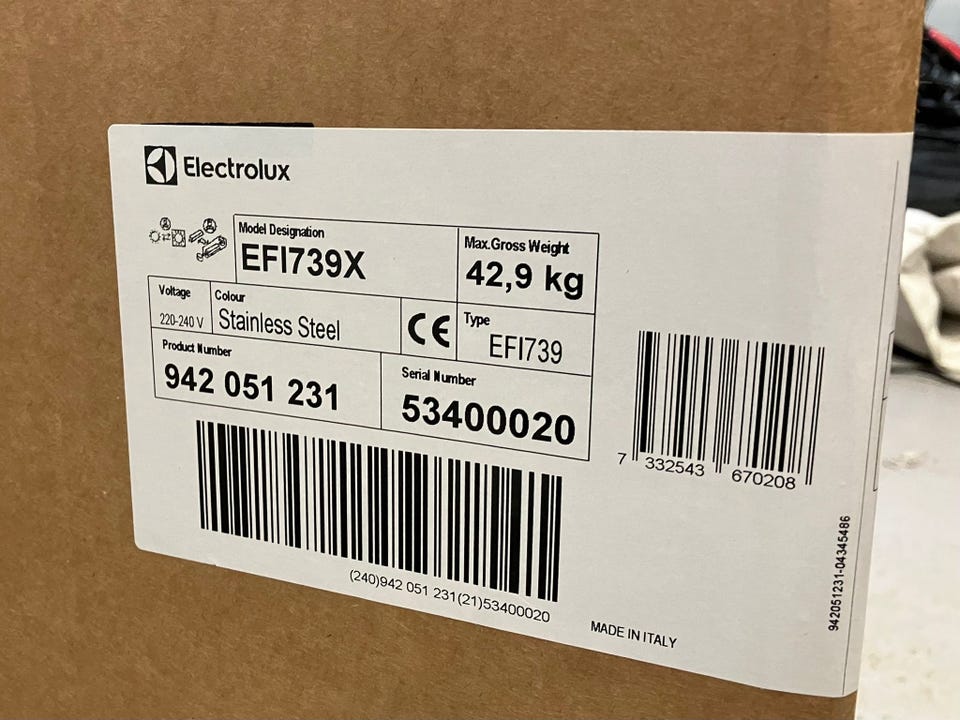 Electrolux
Model Designation
EFI739X
Max.Gross Weight
42,9 kg
Voltage
220-240 V
Colour
Stainless Steel
CE
Type
EFI739
Product Number
942 051 231
Serial Number
53400020
7 332543 670208
(240)942 051 231(21)53400020
MADE IN ITALY
942051231-04345486